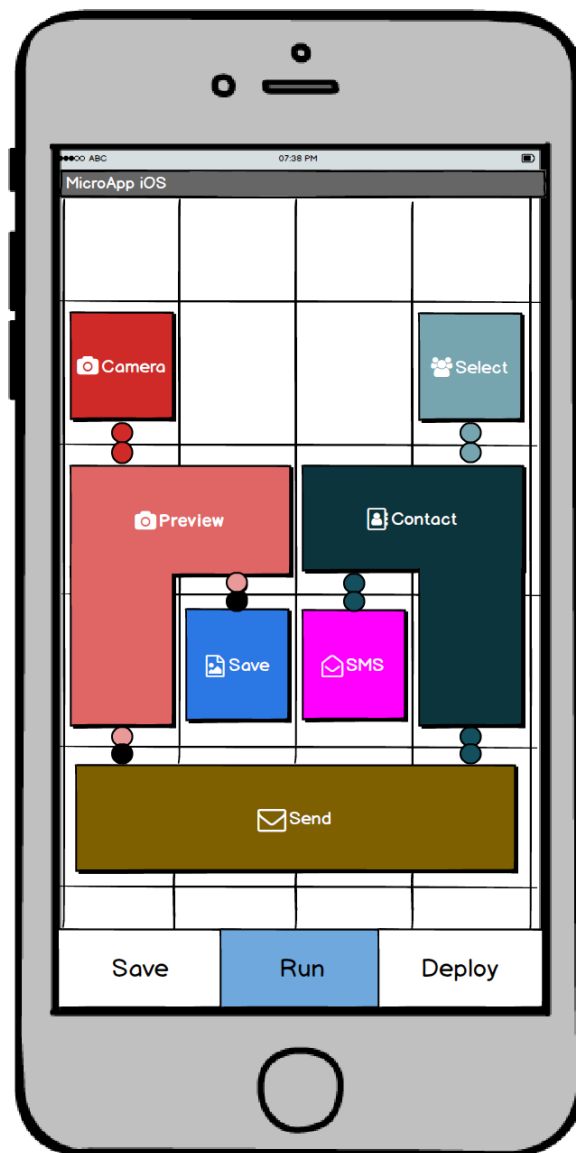 ABC 07:38 PM
MicroApp iOS
Camera
Select
Preview
Contact
Save
SMS
Send
Save Run Deploy